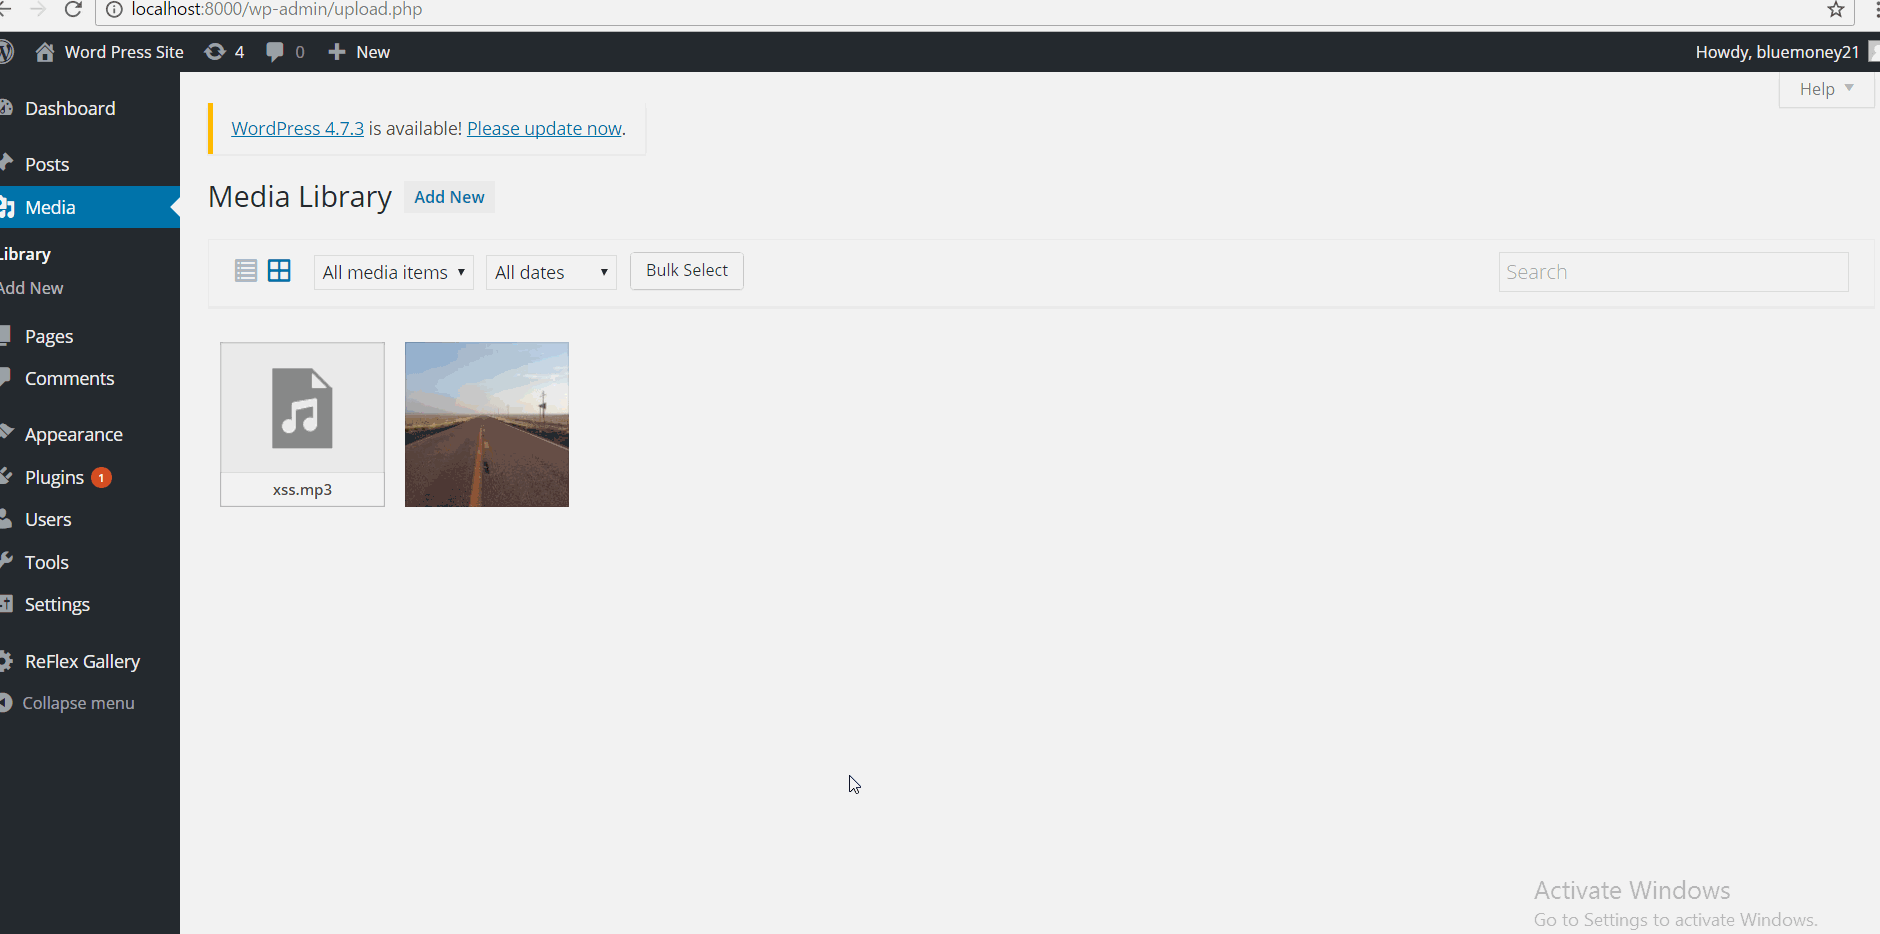 localhost:8000/wp-admin/upload.php
Word Press Site 4 0 New
Howdy, bluemoney21
Help
Dashboard
Posts
Media
Library
Add New
Pages
Comments
Appearance
Plugins 1
Users
Tools
Settings
ReFlex Gallery
Collapse menu
WordPress 4.7.3 is available! Please update now.
Media Library Add New
All media items All dates Bulk Select Search
xss.mp3
Activate Windows
Go to Settings to activate Windows.